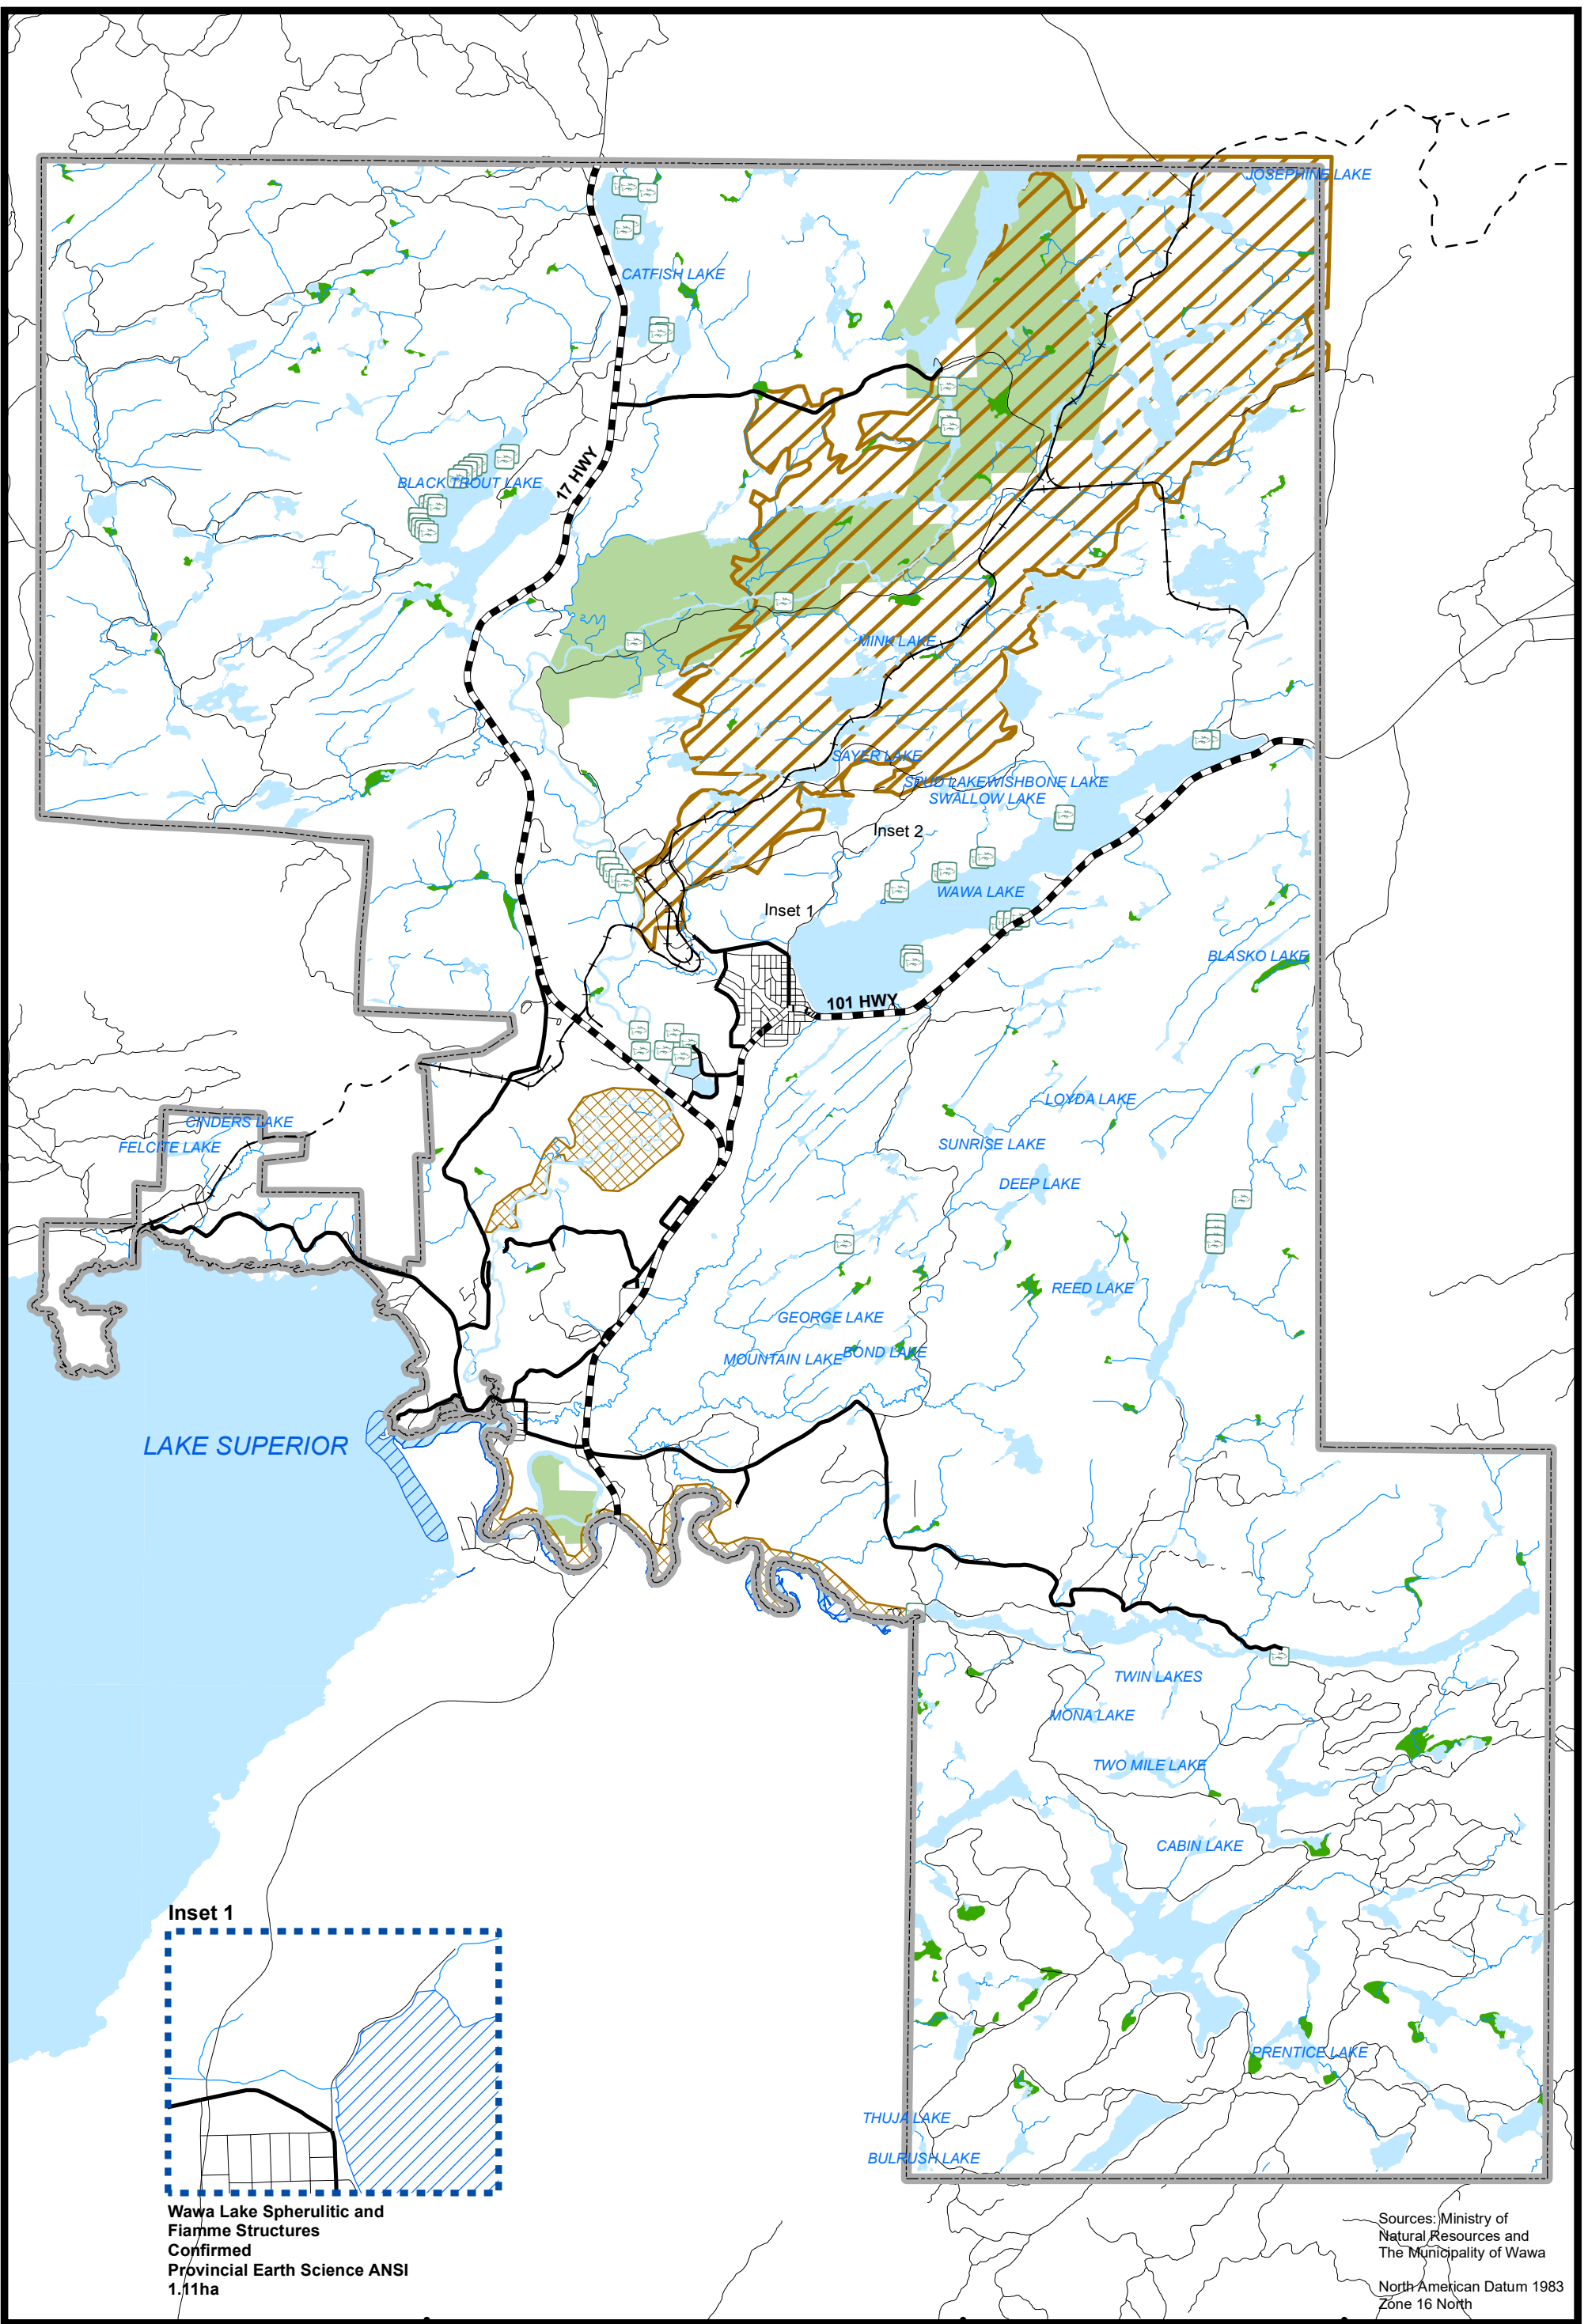 JOSEPHINE LAKE
CATFISH LAKE
17 HWY
BLACK TROUT LAKE
MINK LAKE
SAYER LAKE
SPUD LAKE
WISHBONE LAKE
SWALLOW LAKE
Inset 2
WAWA LAKE
Inset 1
BLASKO LAKE
101 HWY
LOYDA LAKE
CINDERS LAKE
FELCITE LAKE
SUNRISE LAKE
DEEP LAKE
REED LAKE
GEORGE LAKE
BOND LAKE
MOUNTAIN LAKE
LAKE SUPERIOR
TWIN LAKES
MONA LAKE
TWO MILE LAKE
CABIN LAKE
PRENTICE LAKE
THUJA LAKE
BULRUSH LAKE
Inset 1
Wawa Lake Spherulitic and
Fiamme Structures
Confirmed
Provincial Earth Science ANSI
1.11ha
Sources: Ministry of
Natural Resources and
The Municipality of Wawa
North American Datum 1983
Zone 16 North